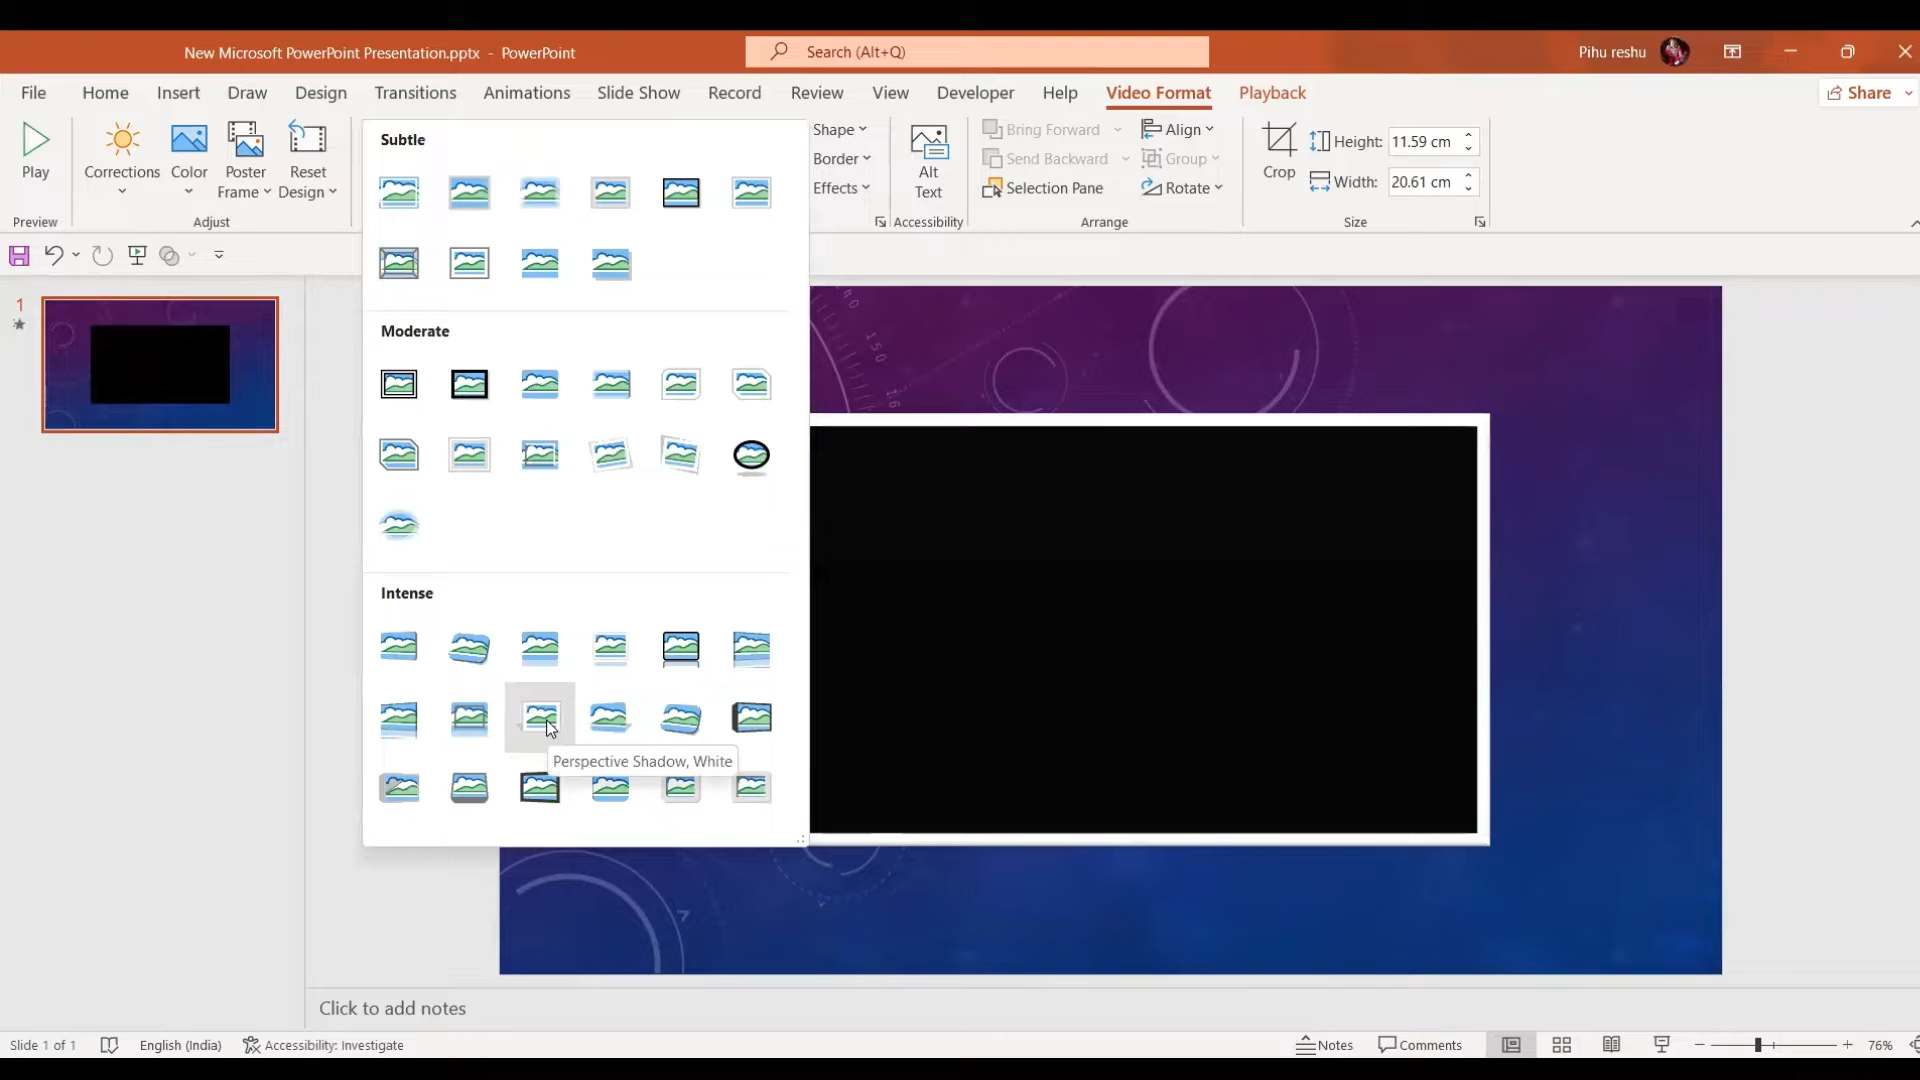 New Microsoft PowerPoint Presentation.pptx - PowerPoint
Search (Alt+Q)
Pihu reshu
File Home Insert Draw Design Transitions Animations Slide Show Record Review View Developer Help Video Format Playback
Share
Play
Corrections
Color
Poster Frame
Reset Design
Preview
Adjust
Shape
Border
Effects
Alt Text
Accessibility
Bring Forward
Send Backward
Selection Pane
Align
Group
Rotate
Arrange
Crop
Height: 11.59 cm
Width: 20.61 cm
Size
Subtle
Moderate
Intense
Perspective Shadow, White
1
140
150
16
7
Click to add notes
Slide 1 of 1
English (India)
Accessibility: Investigate
Notes
Comments
76%